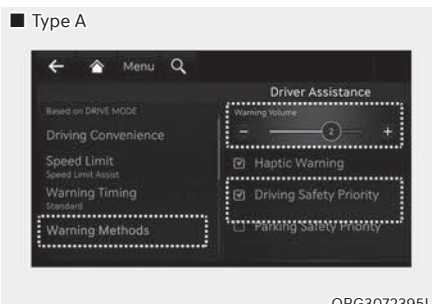 ■ Type A
Menu
Driver Assistance
Based on DRIVE MODE
Driving Convenience
Speed Limit
Speed Limit Assist
Warning Timing
Standard
Warning Methods
Warning Volume
- 2 +
Haptic Warning
Driving Safety Priority
Parking Safety Priority